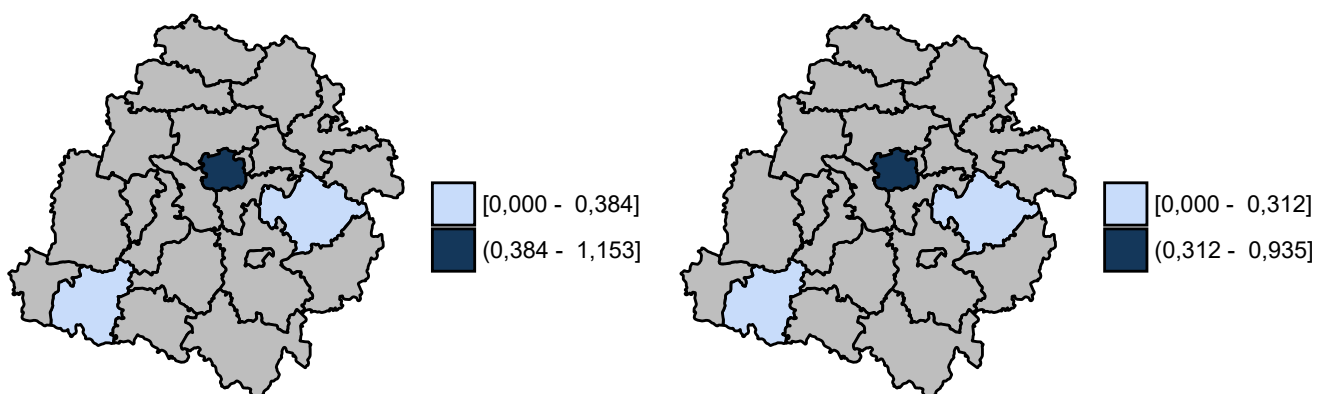 [0,000 - 0,384]
(0,384 - 1,153]
[0,000 - 0,312]
(0,312 - 0,935]